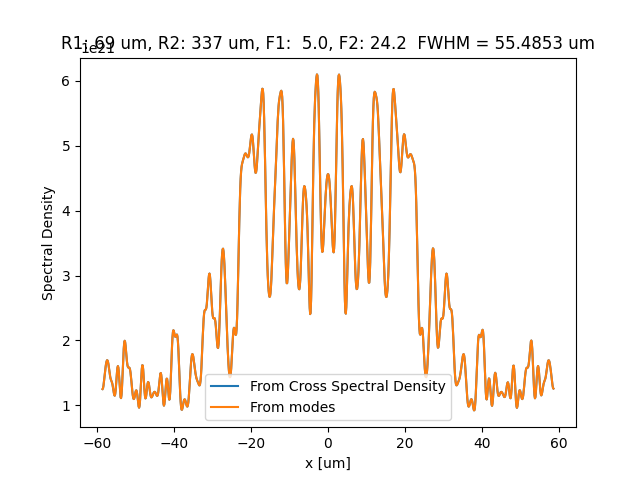 R1: 69 um, R2: 337 um, F1:  5.0, F2: 24.2  FWHM = 55.4853 um
1e21
6
5
4
3
2
1
Spectral Density
From Cross Spectral Density
From modes
−60 −40 −20 0 20 40 60
x [um]